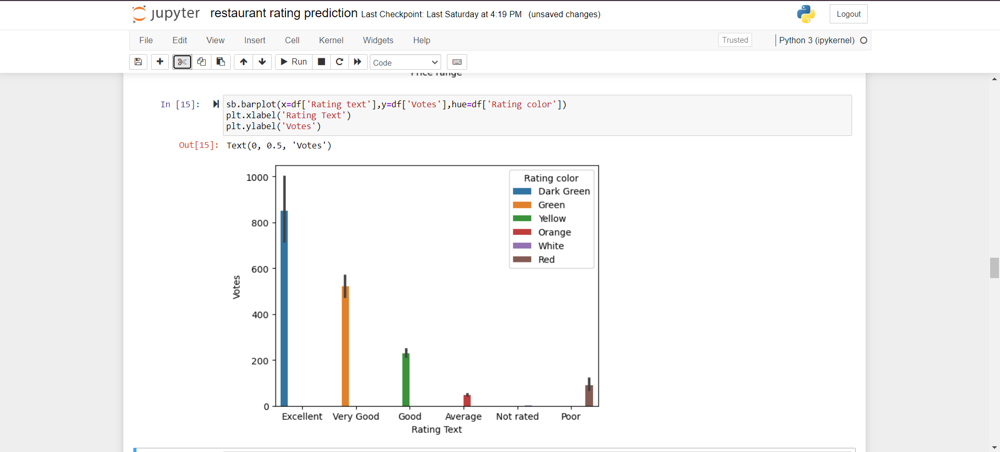 jupyter restaurant rating prediction Last Checkpoint: Last Saturday at 4:19 PM (unsaved changes)
Logout
File Edit View Insert Cell Kernel Widgets Help
Trusted
Python 3 (ipykernel)
Run
Code
Price range
In [15]:
sb.barplot(x=df['Rating text'],y=df['Votes'],hue=df['Rating color'])
plt.xlabel('Rating Text')
plt.ylabel('Votes')
Out[15]: Text(0, 0.5, 'Votes')
1000
800
600
400
200
0
Votes
Rating color
Dark Green
Green
Yellow
Orange
White
Red
Excellent Very Good Good Average Not rated Poor
Rating Text